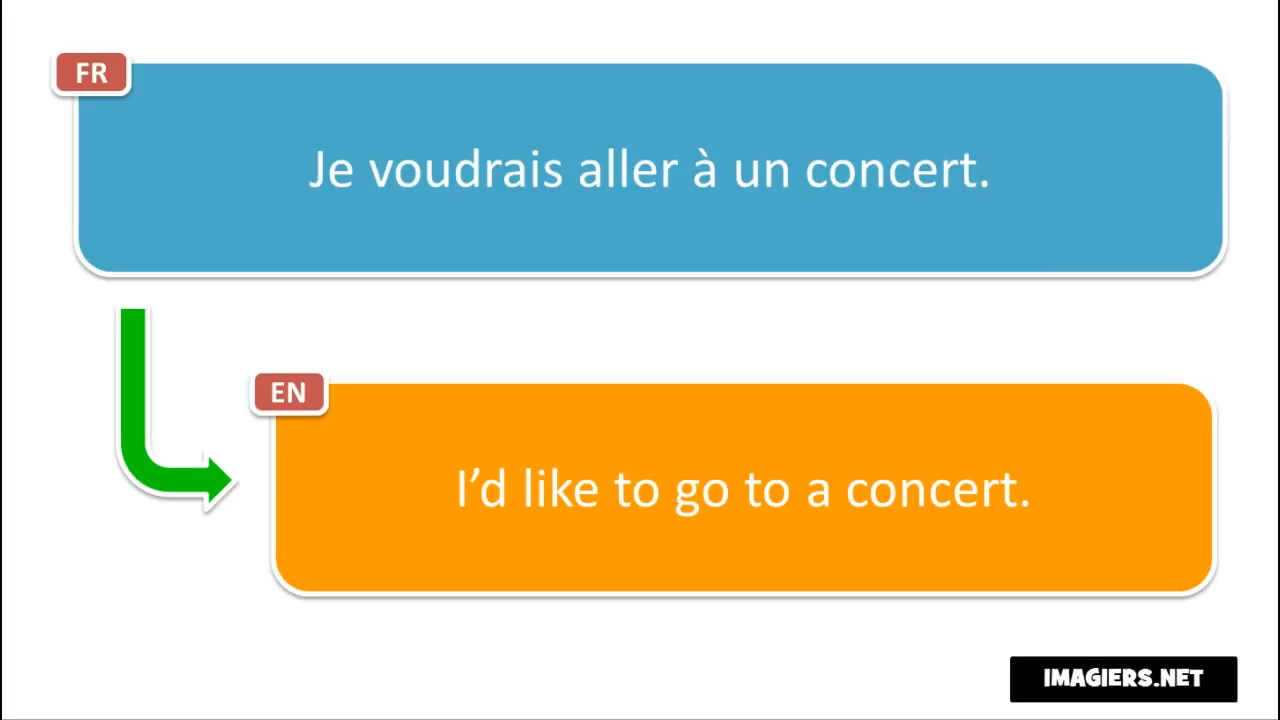 FR
Je voudrais aller à un concert.
EN
I’d like to go to a concert.
IMAGIERS.NET